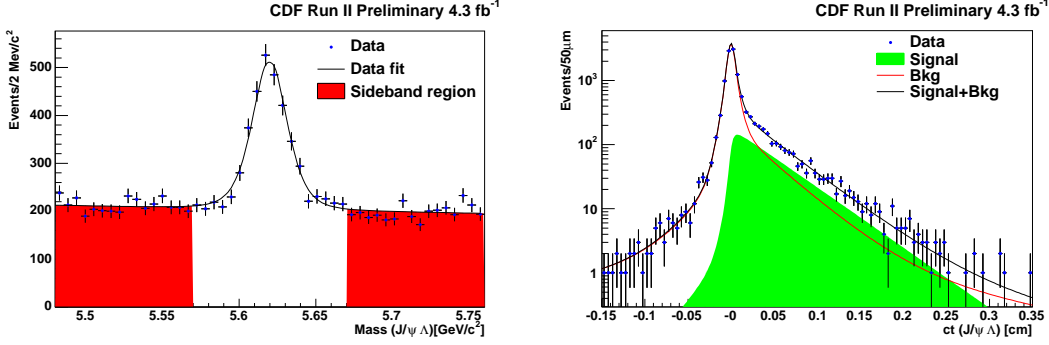 CDF Run II Preliminary 4.3 fb⁻¹
Events/2 Mev/c²
500
400
300
200
100
0
Data
Data fit
Sideband region
5.5 5.55 5.6 5.65 5.7 5.75
Mass (J/ψ Λ)[GeV/c²]
CDF Run II Preliminary 4.3 fb⁻¹
Events/50μm
10³
10²
10
1
Data
Signal
Bkg
Signal+Bkg
-0.15 -0.1 -0.05 -0 0.05 0.1 0.15 0.2 0.25 0.3 0.35
ct (J/ψ Λ) [cm]